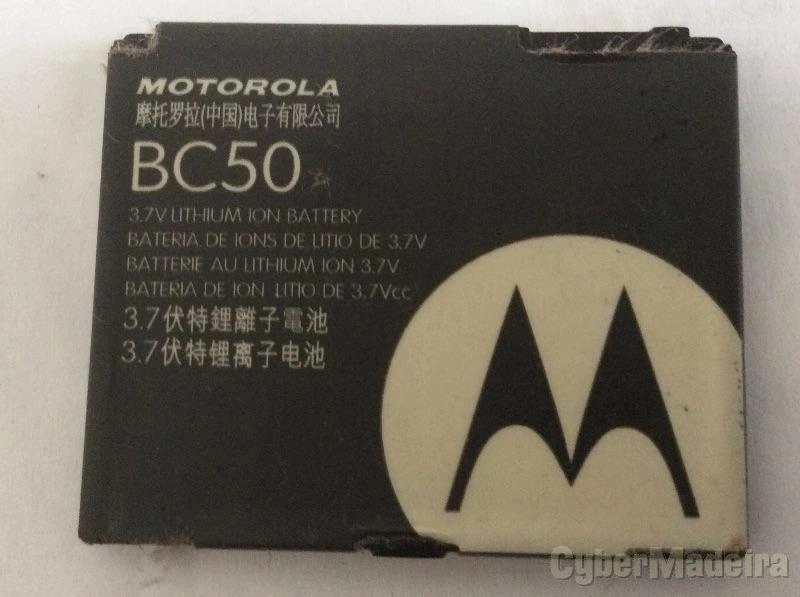 MOTOROLA
摩托罗拉(中国)电子有限公司
BC50
3.7V LITHIUM ION BATTERY
BATERIA DE IONS DE LITIO DE 3.7V
BATTERIE AU LITHIUM ION 3.7V
BATERIA DE ION LITIO DE 3.7Vcc
3.7伏特鋰離子電池
3.7伏特锂离子电池
CyberMadeira